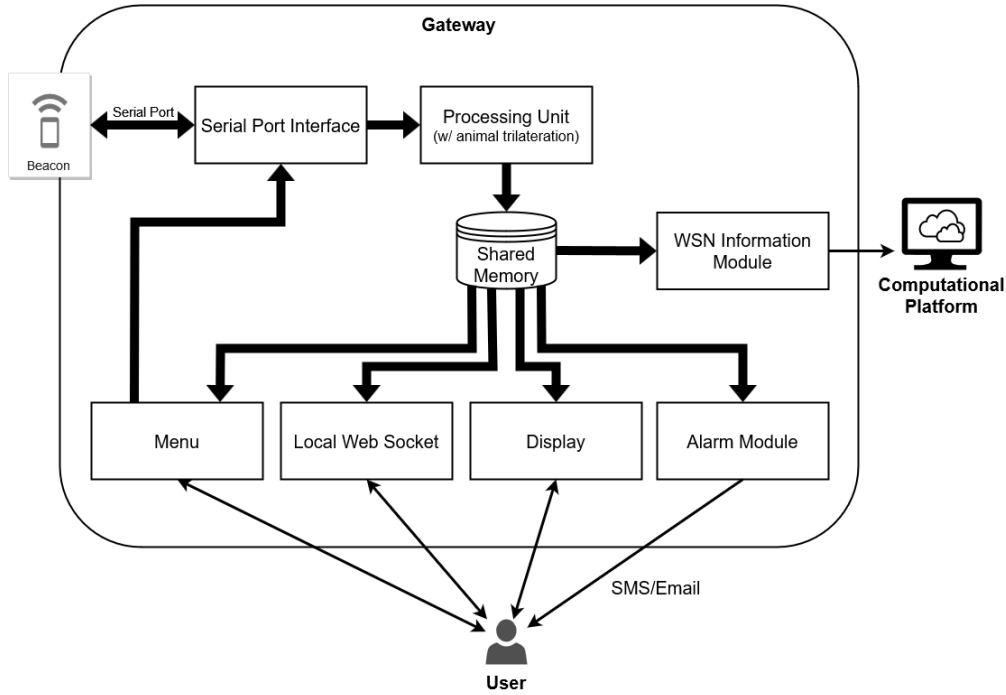 Gateway
Serial Port
Beacon
Serial Port Interface
Processing Unit
(w/ animal trilateration)
Shared
Memory
WSN Information
Module
Computational
Platform
Menu
Local Web Socket
Display
Alarm Module
SMS/Email
User